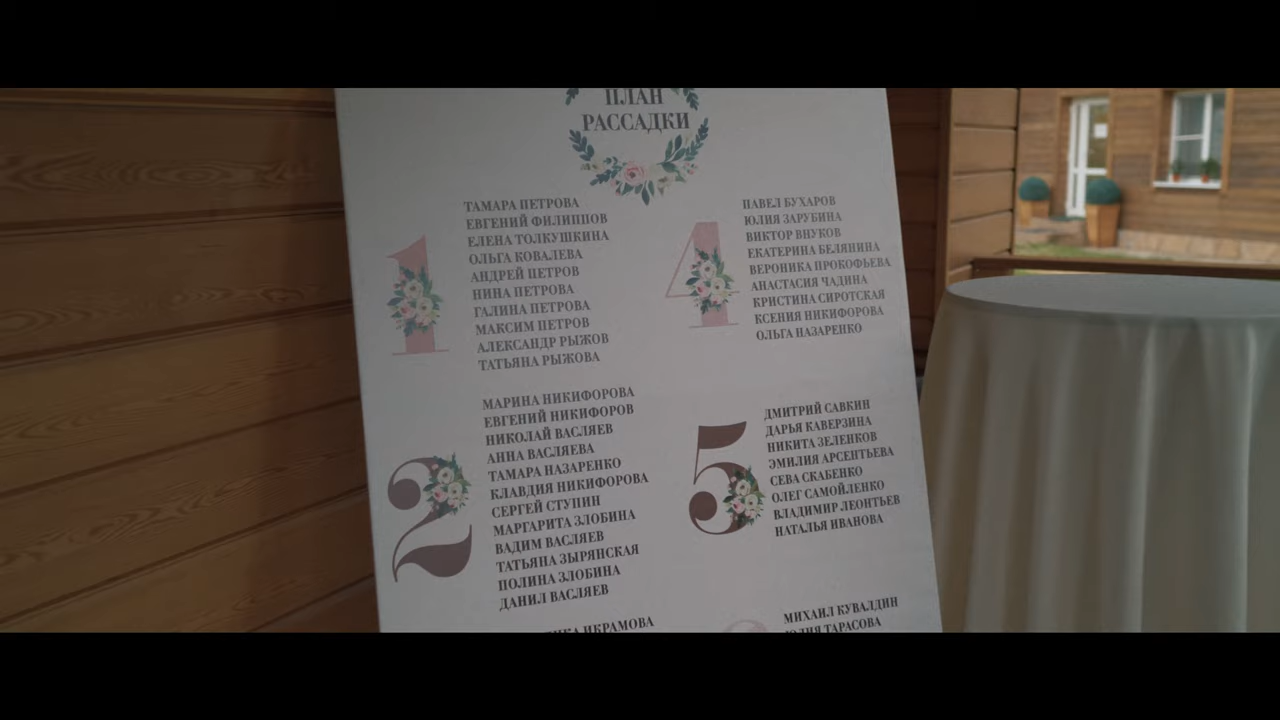 ПЛАН
РАССАДКИ
1
ТАМАРА ПЕТРОВА
ЕВГЕНИЙ ФИЛИППОВ
ЕЛЕНА ТОЛКУШКИНА
ОЛЬГА КОВАЛЕВА
АНДРЕЙ ПЕТРОВ
НИНА ПЕТРОВА
ГАЛИНА ПЕТРОВА
МАКСИМ ПЕТРОВ
АЛЕКСАНДР РЫЖОВ
ТАТЬЯНА РЫЖОВА
2
МАРИНА НИКИФОРОВА
ЕВГЕНИЙ НИКИФОРОВ
НИКОЛАЙ ВАСЛЯЕВ
АННА ВАСЛЯЕВА
ТАМАРА НАЗАРЕНКО
КЛАВДИЯ НИКИФОРОВА
СЕРГЕЙ СТУПИН
МАРГАРИТА ЗЛОБИНА
ВАДИМ ВАСЛЯЕВ
ТАТЬЯНА ЗЫРЯНСКАЯ
ПОЛИНА ЗЛОБИНА
ДАНИЛ ВАСЛЯЕВ
ИКРАМОВА
4
ПАВЕЛ БУХАРОВ
ЮЛИЯ ЗАРУБИНА
ВИКТОР ВНУКОВ
ЕКАТЕРИНА БЕЛЯНИНА
ВЕРОНИКА ПРОКОФЬЕВА
АНАСТАСИЯ ЧАДИНА
КРИСТИНА СИРОТСКАЯ
КСЕНИЯ НИКИФОРОВА
ОЛЬГА НАЗАРЕНКО
5
ДМИТРИЙ САВКИН
ДАРЬЯ КАВЕРЗИНА
НИКИТА ЗЕЛЕНКОВ
ЭМИЛИЯ АРСЕНТЬЕВА
СЕВА СКАБЕНКО
ОЛЕГ САМОЙЛЕНКО
ВЛАДИМИР ЛЕОНТЬЕВ
НАТАЛЬЯ ИВАНОВА
МИХАИЛ КУВАЛДИН
ЮЛИЯ ТАРАСОВА